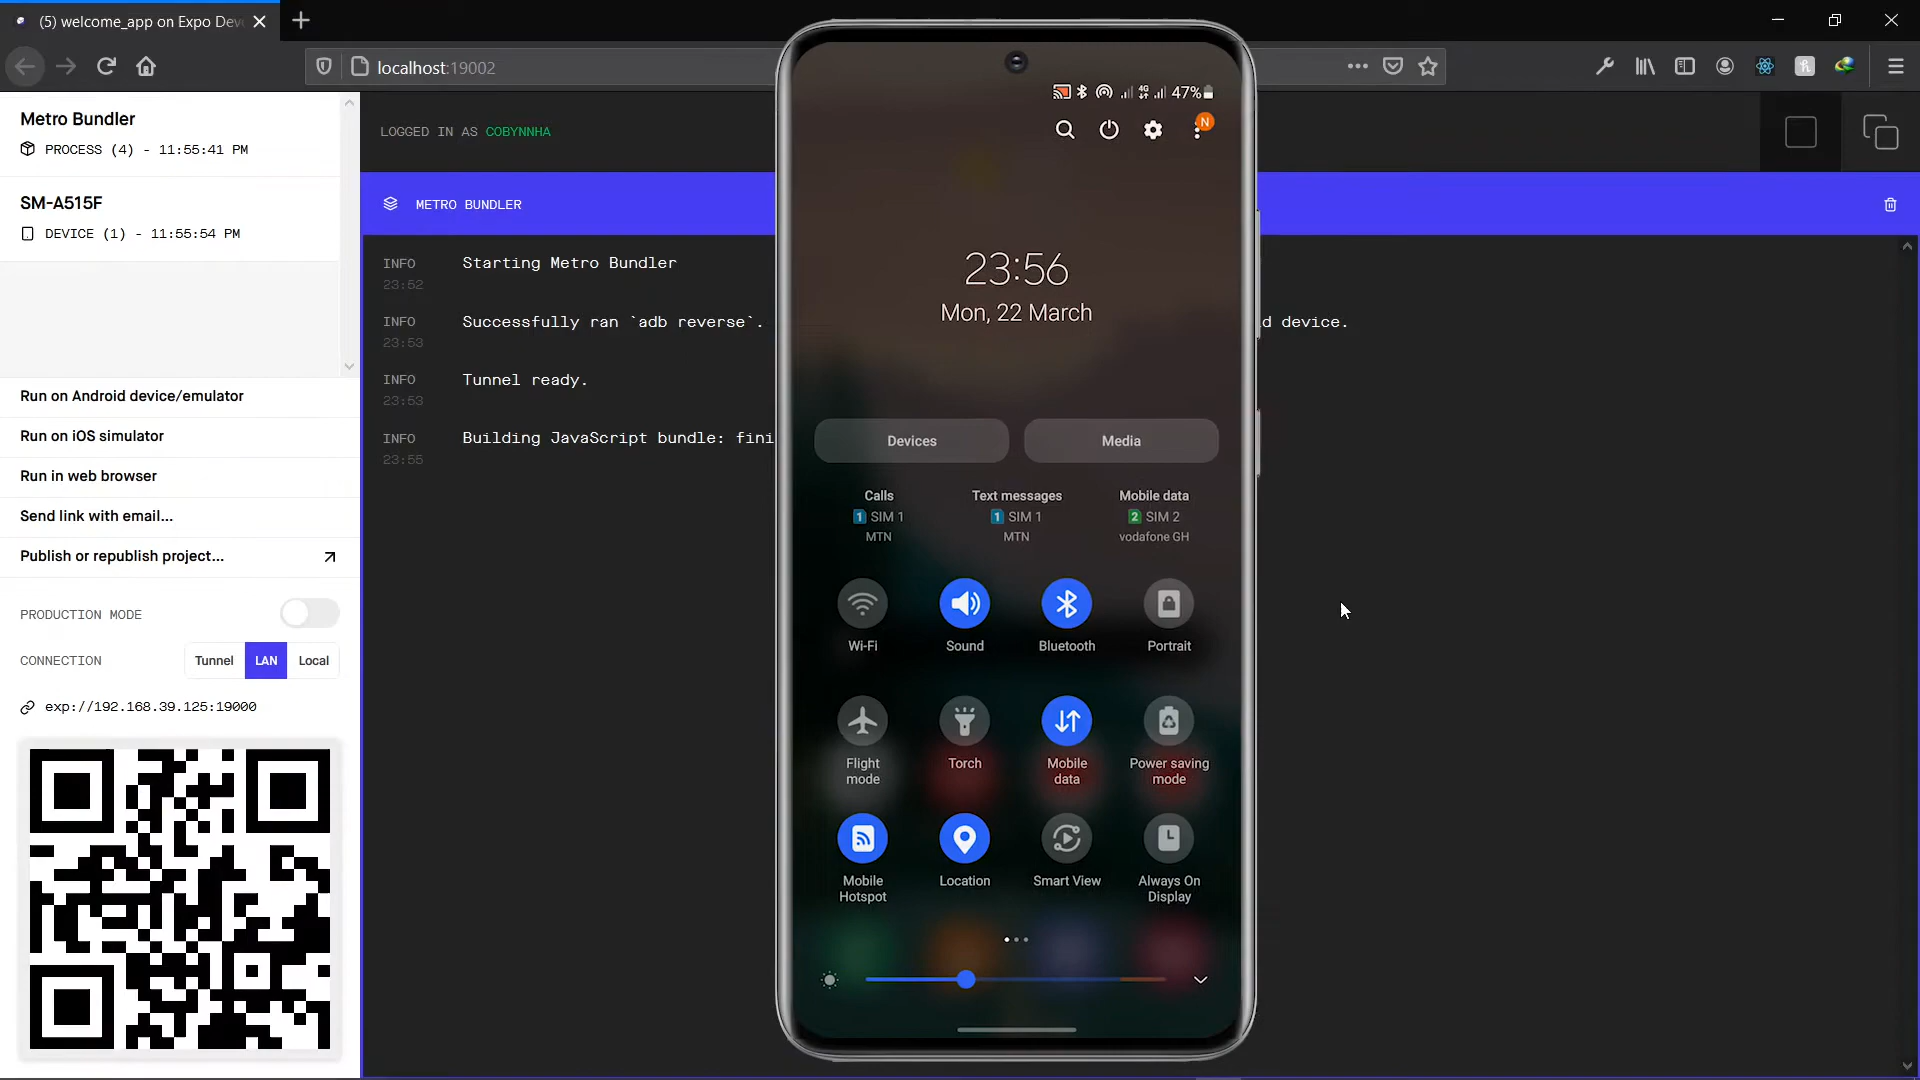 (5) welcome_app on Expo Dev
localhost:19002
Metro Bundler
PROCESS (4) - 11:55:41 PM
SM-A515F
DEVICE (1) - 11:55:54 PM
Run on Android device/emulator
Run on iOS simulator
Run in web browser
Send link with email...
Publish or republish project...
PRODUCTION MODE
CONNECTION
Tunnel
LAN
Local
exp://192.168.39.125:19000
LOGGED IN AS COBYNNHA
METRO BUNDLER
INFO
Starting Metro Bundler
23:52
INFO
Successfully ran `adb reverse`.
d device.
23:53
INFO
Tunnel ready.
23:53
INFO
Building JavaScript bundle: fini
23:55
4G
47%
N
23:56
Mon, 22 March
Devices
Media
Calls
Text messages
Mobile data
1 SIM 1
1 SIM 1
2 SIM 2
MTN
MTN
vodafone GH
Wi-Fi
Sound
Bluetooth
Portrait
Flight
mode
Torch
Mobile
data
Power saving
mode
Mobile
Hotspot
Location
Smart View
Always On
Display